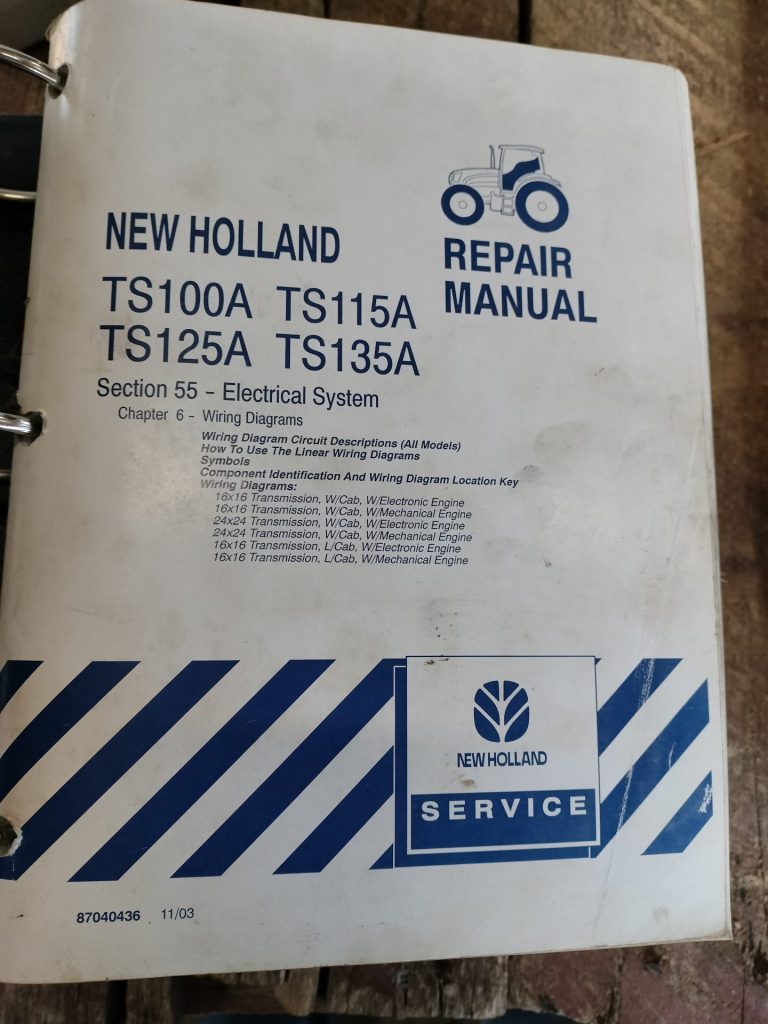 NEW HOLLAND
REPAIR
MANUAL
TS100A TS115A
TS125A TS135A
Section 55 - Electrical System
Chapter 6 - Wiring Diagrams
Wiring Diagram Circuit Descriptions (All Models)
How To Use The Linear Wiring Diagrams
Symbols
Component Identification And Wiring Diagram Location Key
Wiring Diagrams:
16x16 Transmission, W/Cab, W/Electronic Engine
16x16 Transmission, W/Cab, W/Mechanical Engine
24x24 Transmission, W/Cab, W/Electronic Engine
24x24 Transmission, W/Cab, W/Mechanical Engine
16x16 Transmission, L/Cab, W/Electronic Engine
16x16 Transmission, L/Cab, W/Mechanical Engine
NEW HOLLAND
SERVICE
87040436 11/03